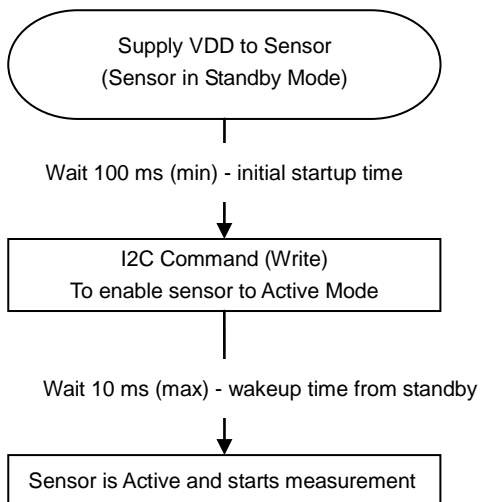 Supply VDD to Sensor
(Sensor in Standby Mode)
Wait 100 ms (min) - initial startup time
I2C Command (Write)
To enable sensor to Active Mode
Wait 10 ms (max) - wakeup time from standby
Sensor is Active and starts measurement